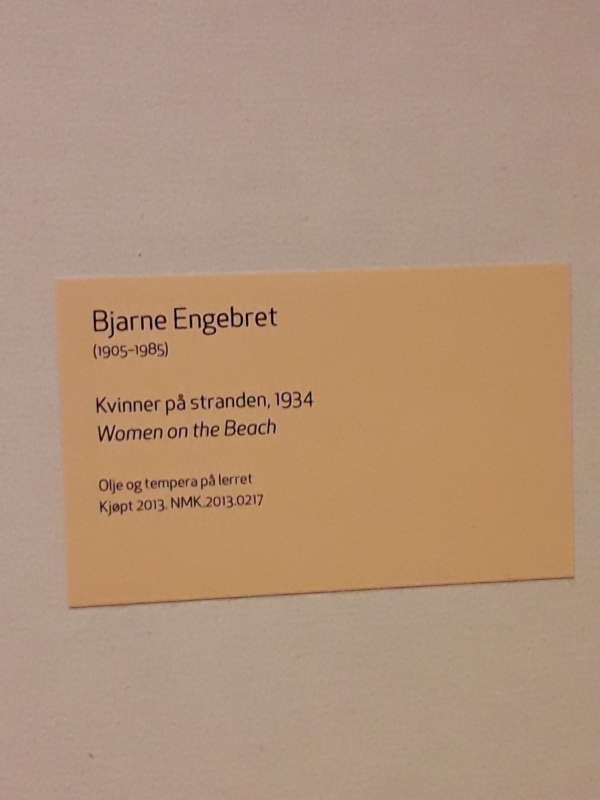 Bjarne Engebret
(1905–1985)
Kvinner på stranden, 1934
Women on the Beach
Olje og tempera på lerret
Kjøpt 2013. NMK.2013.0217